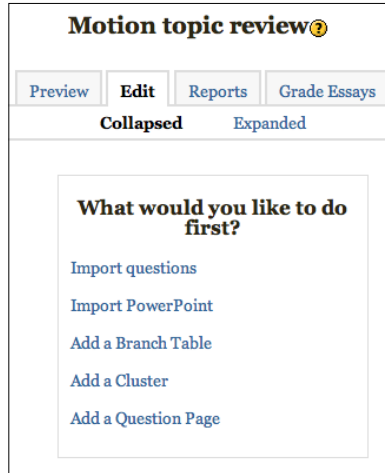 Motion topic review?
Preview Edit Reports Grade Essays
Collapsed Expanded
What would you like to do
first?
Import questions
Import PowerPoint
Add a Branch Table
Add a Cluster
Add a Question Page